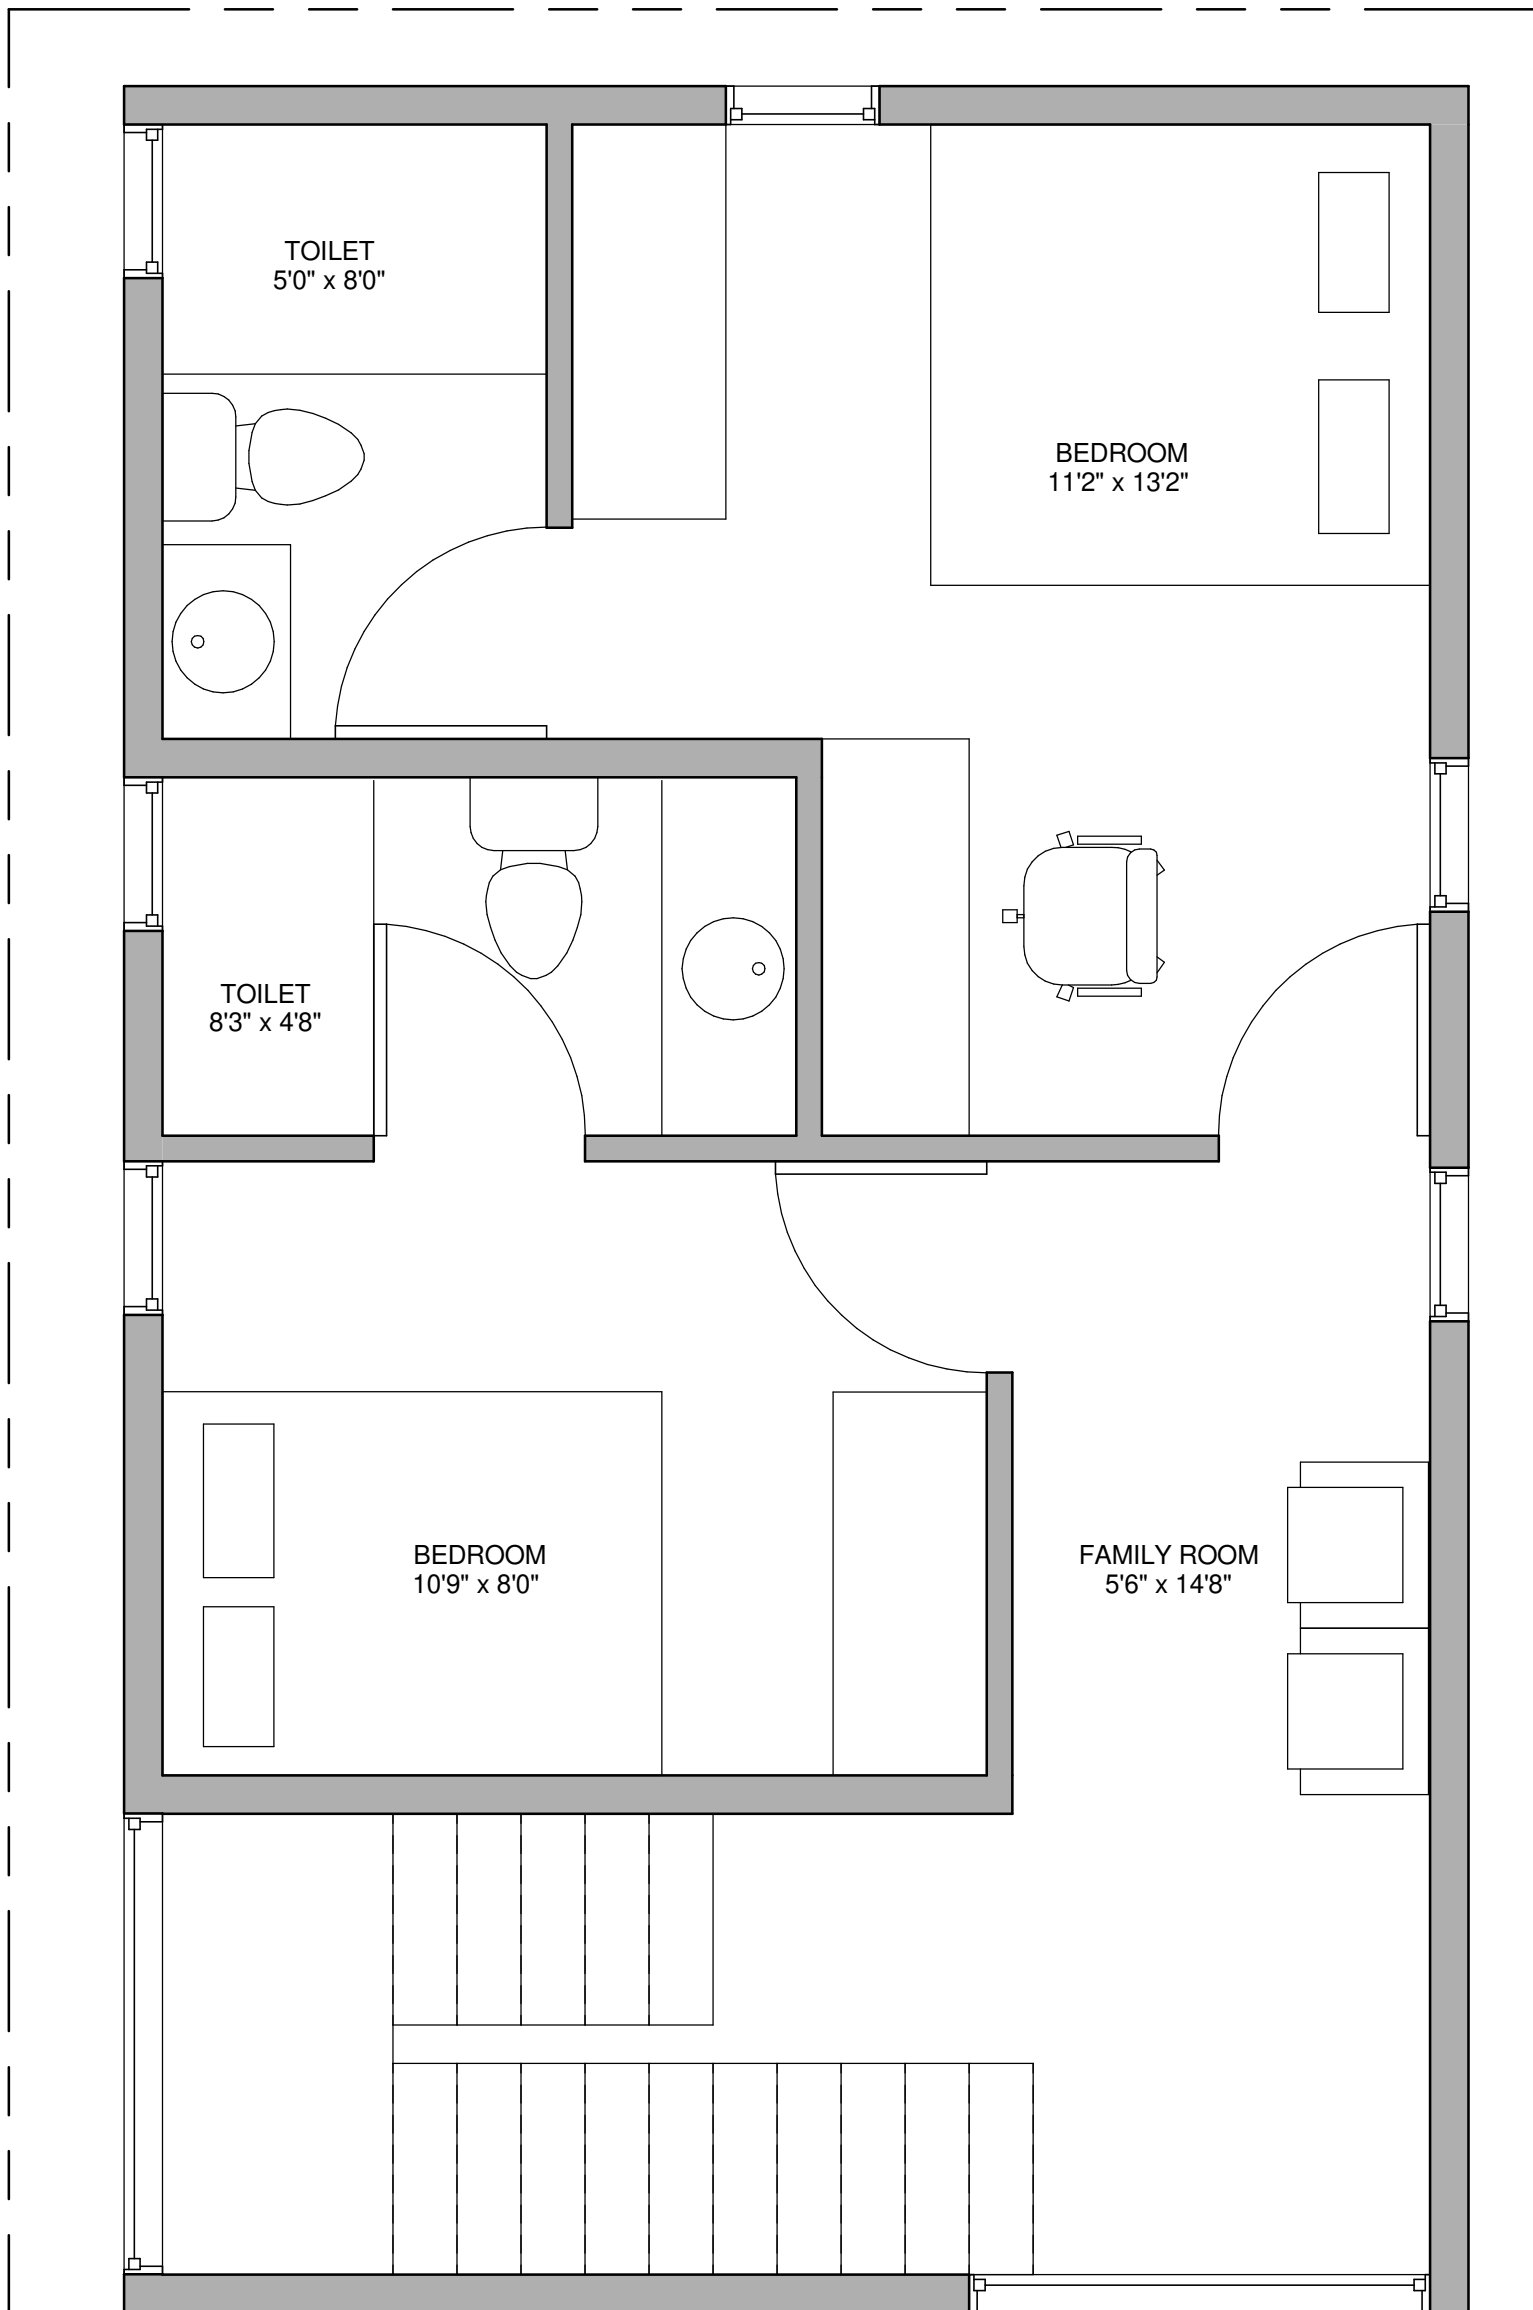 TOILET
5'0" x 8'0"
BEDROOM
11'2" x 13'2"
TOILET
8'3" x 4'8"
BEDROOM
10'9" x 8'0"
FAMILY ROOM
5'6" x 14'8"